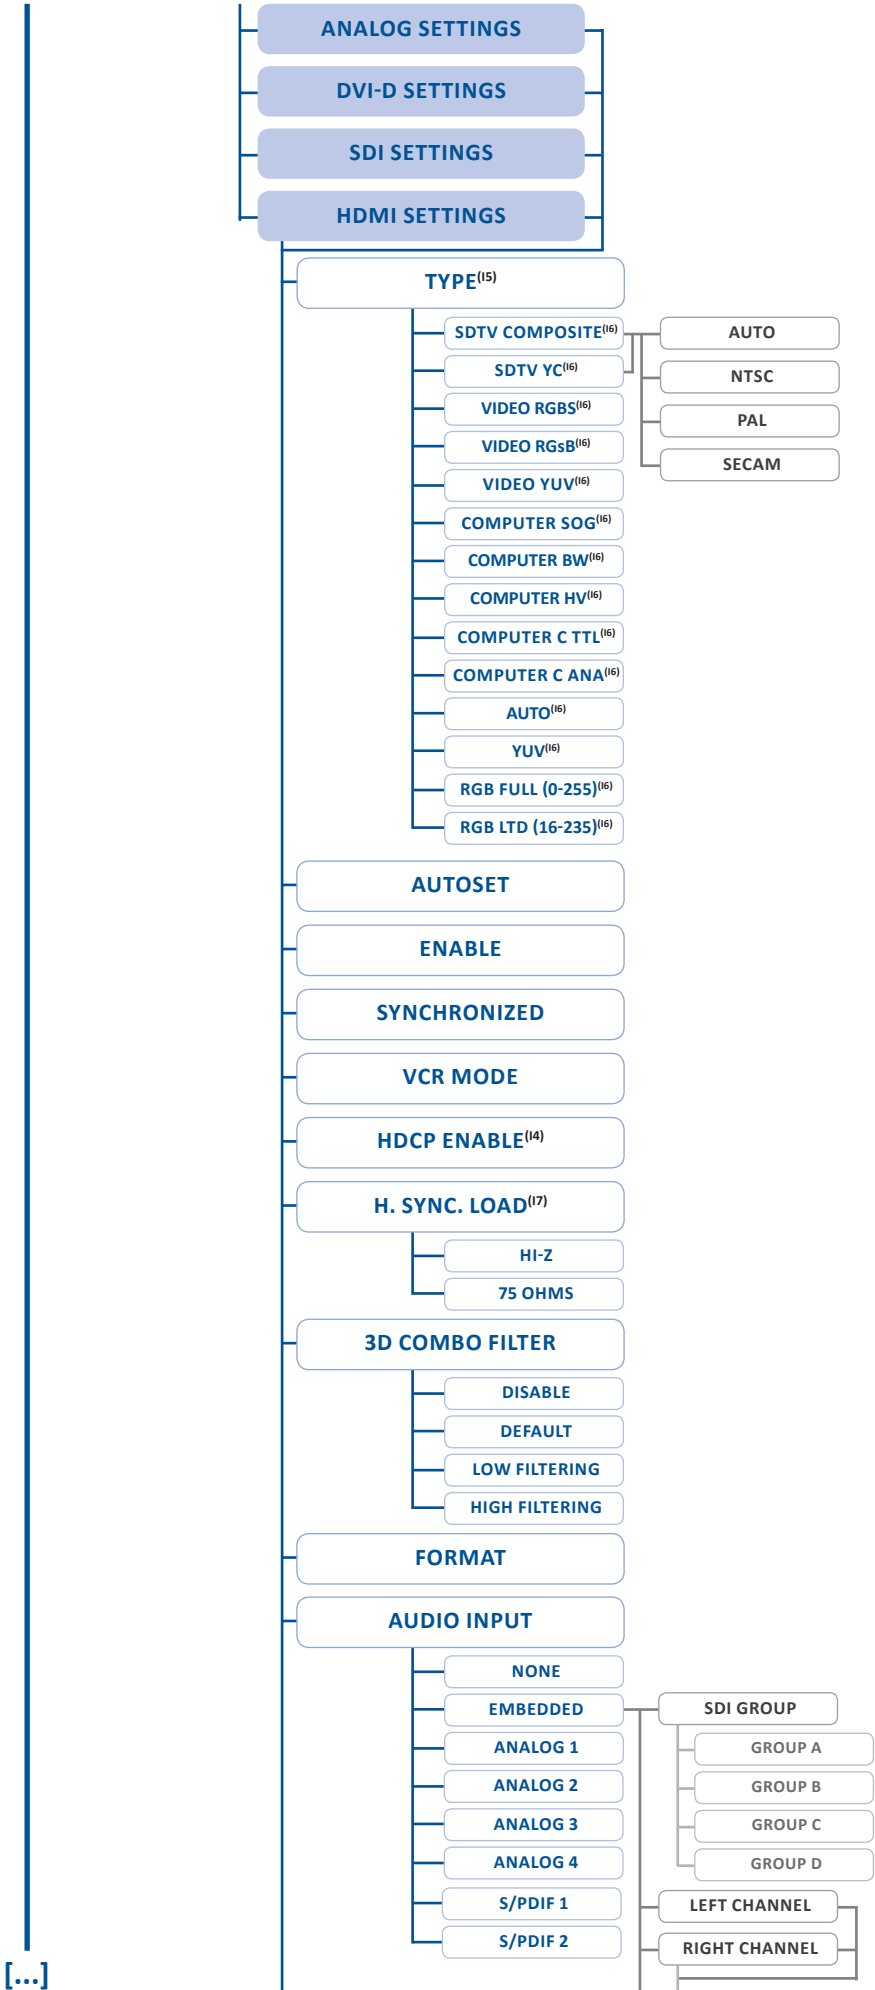 ANALOG SETTINGS
DVI-D SETTINGS
SDI SETTINGS
HDMI SETTINGS
TYPE(I5)
SDTV COMPOSITE(I6)
AUTO
SDTV YC(I6)
NTSC
VIDEO RGBS(I6)
PAL
VIDEO RGsB(I6)
SECAM
VIDEO YUV(I6)
COMPUTER SOG(I6)
COMPUTER BW(I6)
COMPUTER HV(I6)
COMPUTER C TTL(I6)
COMPUTER C ANA(I6)
AUTO(I6)
YUV(I6)
RGB FULL (0-255)(I6)
RGB LTD (16-235)(I6)
AUTOSET
ENABLE
SYNCHRONIZED
VCR MODE
HDCP ENABLE(I4)
H. SYNC. LOAD(I7)
HI-Z
75 OHMS
3D COMBO FILTER
DISABLE
DEFAULT
LOW FILTERING
HIGH FILTERING
FORMAT
AUDIO INPUT
NONE
EMBEDDED
SDI GROUP
ANALOG 1
GROUP A
ANALOG 2
GROUP B
ANALOG 3
GROUP C
ANALOG 4
GROUP D
S/PDIF 1
LEFT CHANNEL
S/PDIF 2
RIGHT CHANNEL
[...]